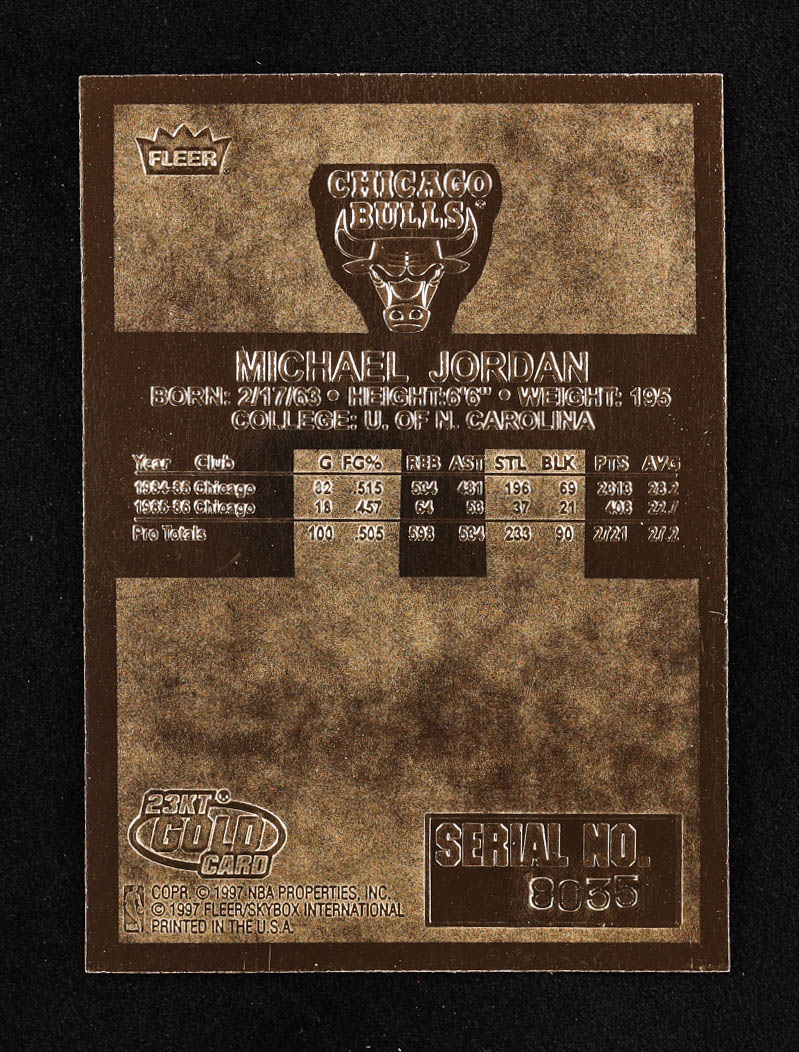 FLEER
CHICAGO
BULLS
MICHAEL JORDAN
BORN: 2/17/63 • HEIGHT:6'6" • WEIGHT: 195
COLLEGE: U. OF N. CAROLINA
Year Club G FG% REB AST STL BLK PTS AVG
1984-85 Chicago 82 .515 534 481 196 69 2313 28.2
1985-86 Chicago 18 .457 64 53 37 21 408 22.7
Pro Totals 100 .505 598 534 233 90 2721 27.2
23KT
GOLD
CARD
SERIAL NO.
8035
COPR. © 1997 NBA PROPERTIES, INC.
© 1997 FLEER/SKYBOX INTERNATIONAL
PRINTED IN THE U.S.A.